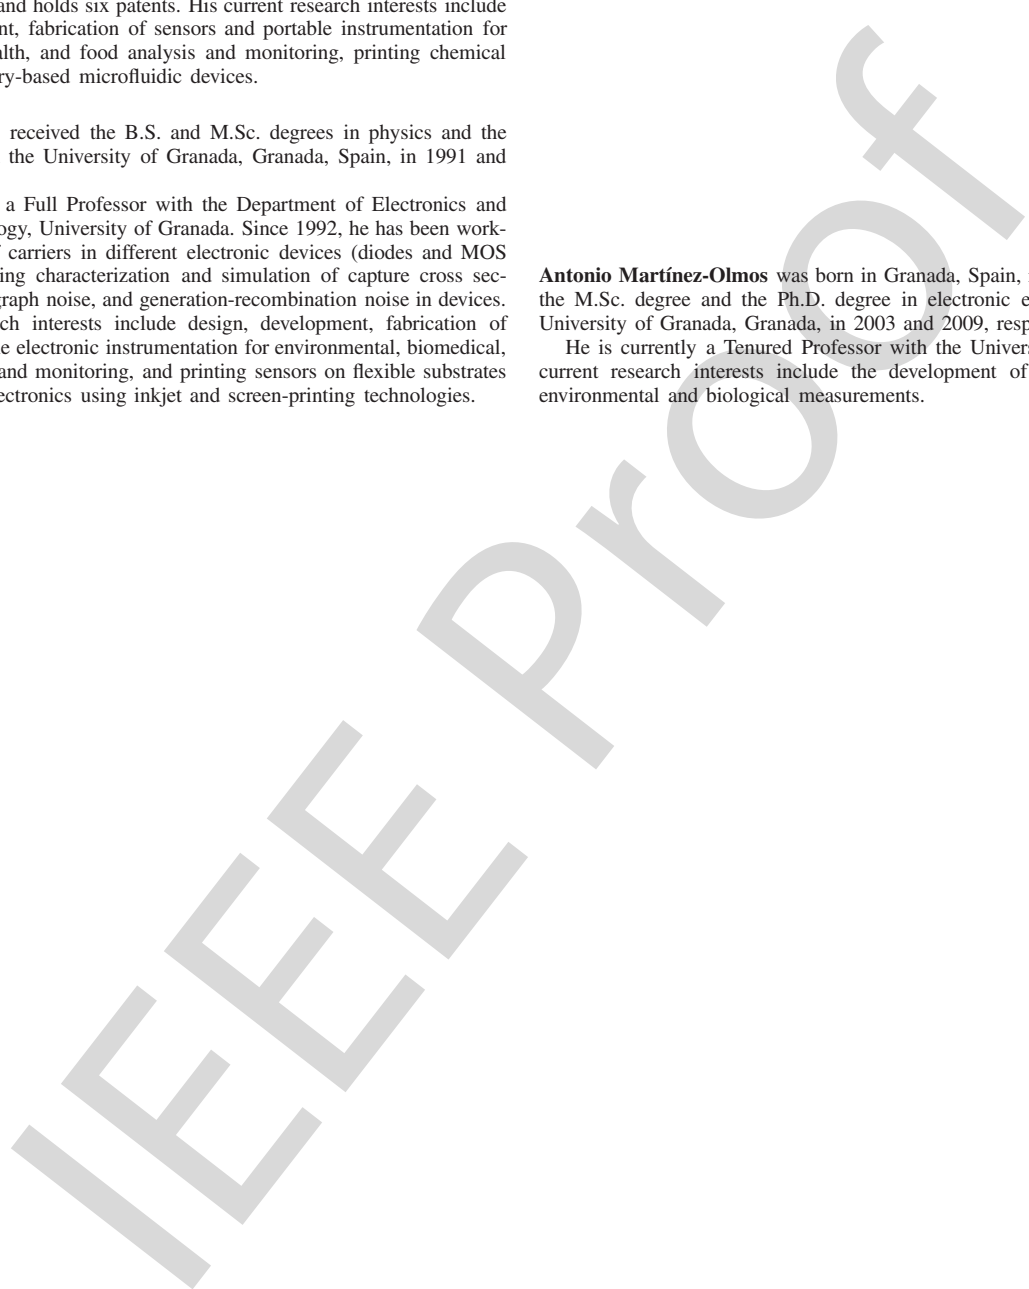 and holds six patents. His current research interests include
nt, fabrication of sensors and portable instrumentation for
alth, and food analysis and monitoring, printing chemical
ry-based microfluidic devices.
received the B.S. and M.Sc. degrees in physics and the
the University of Granada, Granada, Spain, in 1991 and
a Full Professor with the Department of Electronics and
ogy, University of Granada. Since 1992, he has been work-
carriers in different electronic devices (diodes and MOS
ing characterization and simulation of capture cross sec-
graph noise, and generation-recombination noise in devices.
ch interests include design, development, fabrication of
e electronic instrumentation for environmental, biomedical,
and monitoring, and printing sensors on flexible substrates
ectronics using inkjet and screen-printing technologies.
Antonio Martínez-Olmos was born in Granada, Spain,
the M.Sc. degree and the Ph.D. degree in electronic e
University of Granada, Granada, in 2003 and 2009, resp
He is currently a Tenured Professor with the Univers
current research interests include the development of
environmental and biological measurements.
IEEE Proof